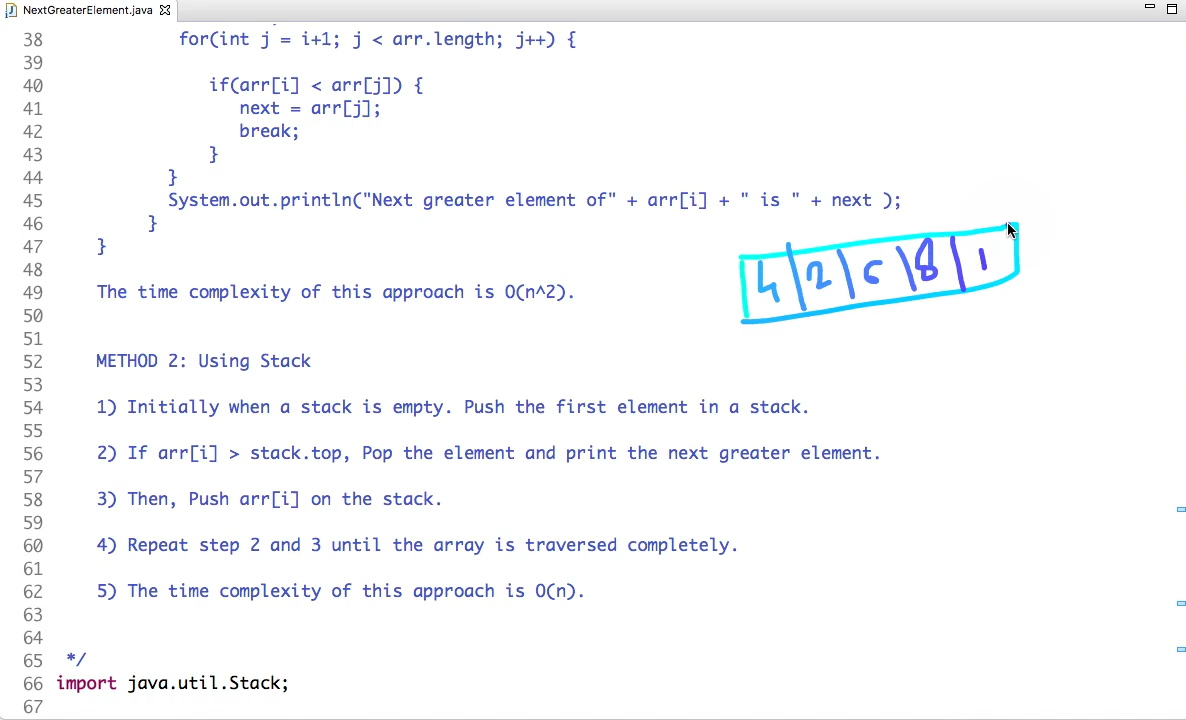 NextGreaterElement.java
38 for(int j = i+1; j < arr.length; j++) {
39
40 if(arr[i] < arr[j]) {
41 next = arr[j];
42 break;
43 }
44 }
45 System.out.println("Next greater element of" + arr[i] + " is " + next );
46 }
47 }
48
49 The time complexity of this approach is O(n^2).
50
51
52 METHOD 2: Using Stack
53
54 1) Initially when a stack is empty. Push the first element in a stack.
55
56 2) If arr[i] > stack.top, Pop the element and print the next greater element.
57
58 3) Then, Push arr[i] on the stack.
59
60 4) Repeat step 2 and 3 until the array is traversed completely.
61
62 5) The time complexity of this approach is O(n).
63
64
65 */
66 import java.util.Stack;
67
4 | 2 | 6 | 8 | 1